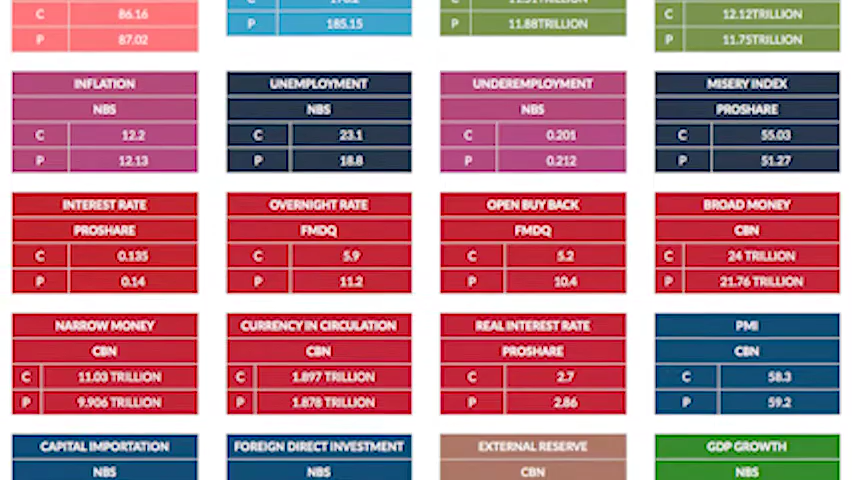 C 86.16
P 87.02
P 185.15
P 11.88TRILLION
C 12.12TRILLION
P 11.75TRILLION
INFLATION
NBS
C 12.2
P 12.13
UNEMPLOYMENT
NBS
C 23.1
P 18.8
UNDEREMPLOYMENT
NBS
C 0.201
P 0.212
MISERY INDEX
PROSHARE
C 55.03
P 51.27
INTEREST RATE
PROSHARE
C 0.135
P 0.14
OVERNIGHT RATE
FMDQ
C 5.9
P 11.2
OPEN BUY BACK
FMDQ
C 5.2
P 10.4
BROAD MONEY
CBN
C 24 TRILLION
P 21.76 TRILLION
NARROW MONEY
CBN
C 11.03 TRILLION
P 9.906 TRILLION
CURRENCY IN CIRCULATION
CBN
C 1.897 TRILLION
P 1.878 TRILLION
REAL INTEREST RATE
PROSHARE
C 2.7
P 2.86
PMI
CBN
C 58.3
P 59.2
CAPITAL IMPORTATION
NBS
FOREIGN DIRECT INVESTMENT
NBS
EXTERNAL RESERVE
CBN
GDP GROWTH
NBS